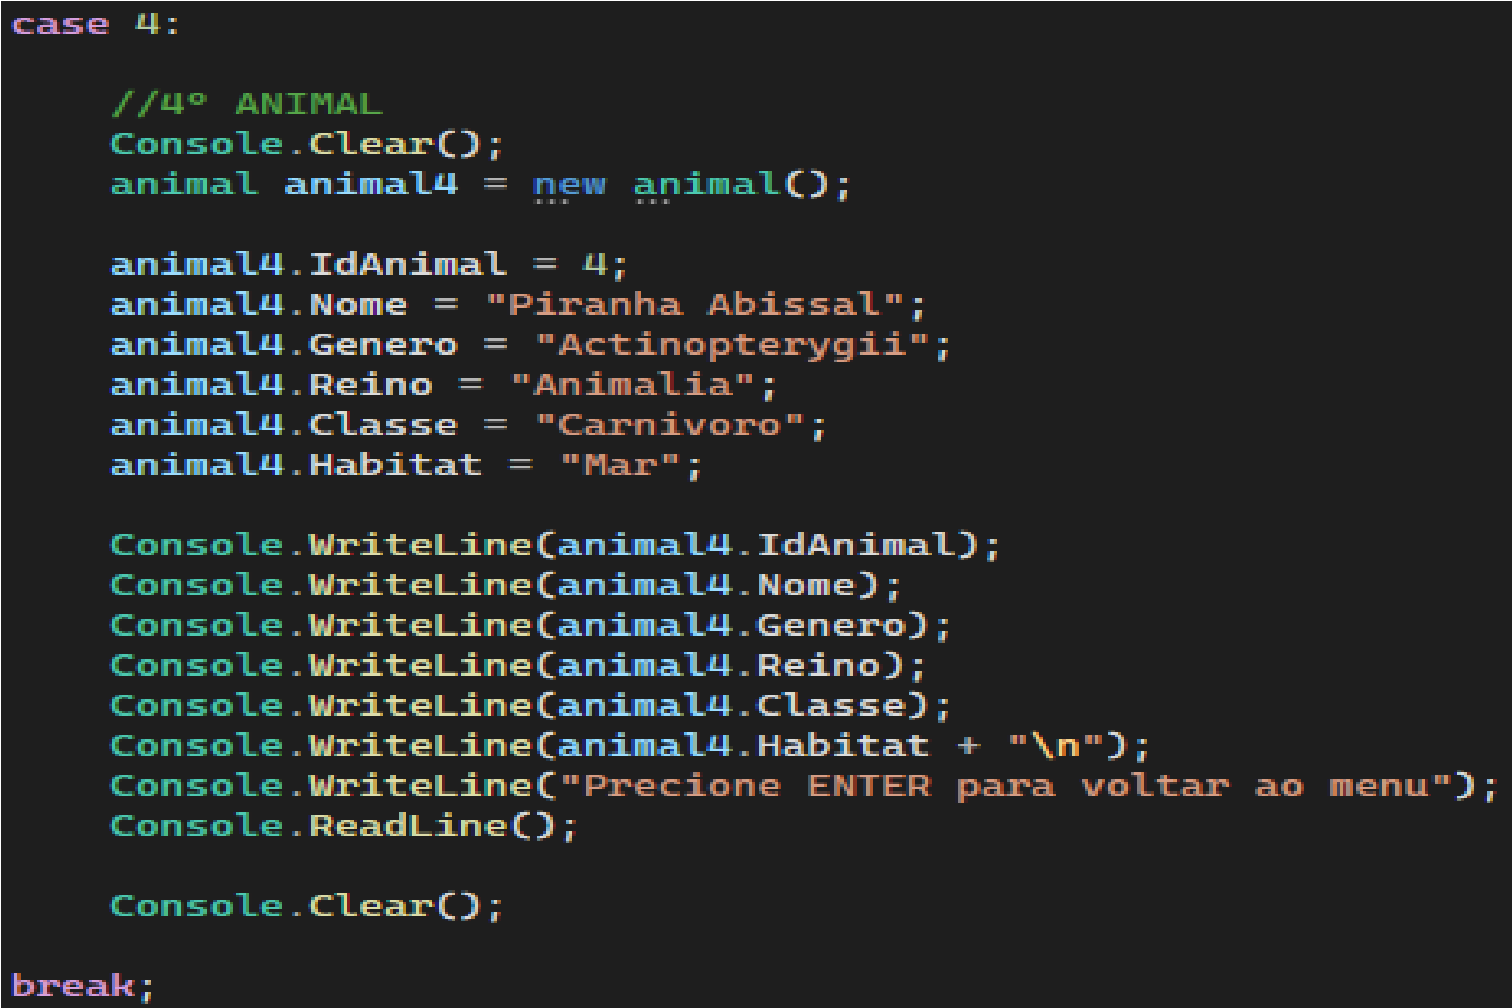 case 4:
//4º ANIMAL
Console.Clear();
animal animal4 = new animal();
animal4.IdAnimal = 4;
animal4.Nome = "Piranha Abissal";
animal4.Genero = "Actinopterygii";
animal4.Reino = "Animalia";
animal4.Classe = "Carnivoro";
animal4.Habitat = "Mar";
Console.WriteLine(animal4.IdAnimal);
Console.WriteLine(animal4.Nome);
Console.WriteLine(animal4.Genero);
Console.WriteLine(animal4.Reino);
Console.WriteLine(animal4.Classe);
Console.WriteLine(animal4.Habitat + "\n");
Console.WriteLine("Precione ENTER para voltar ao menu");
Console.ReadLine();
Console.Clear();
break;